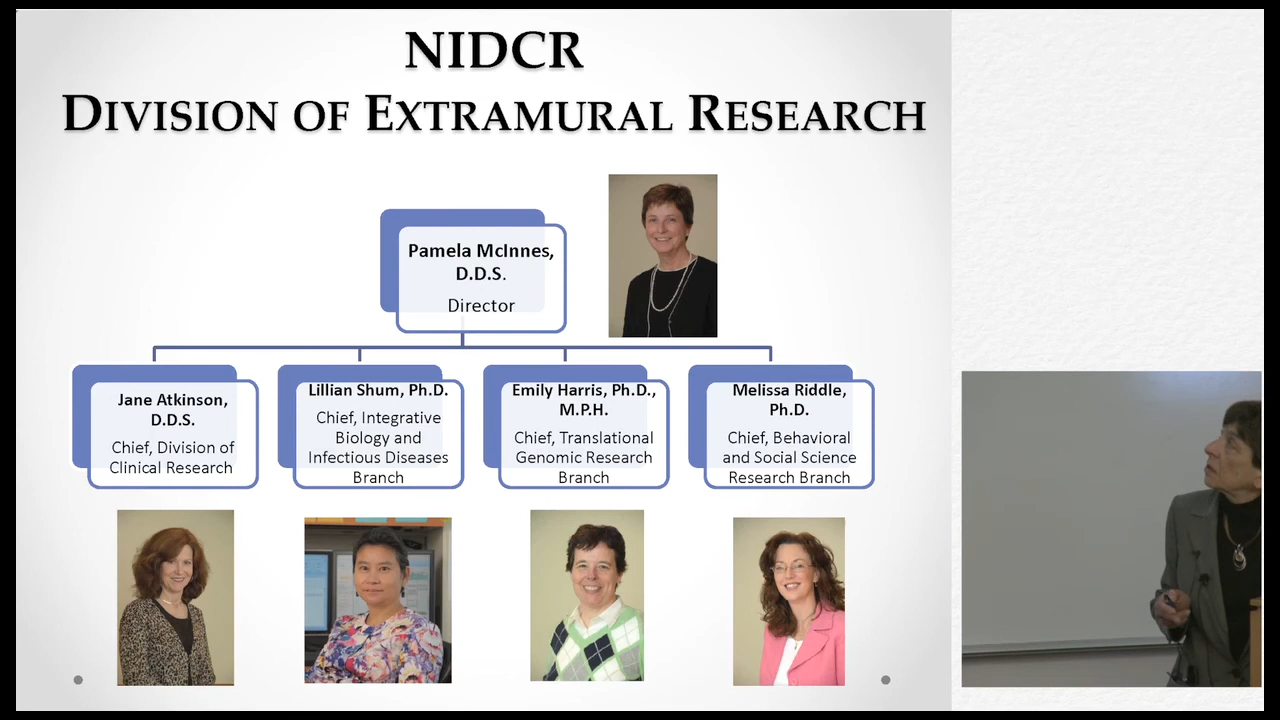 NIDCR
DIVISION OF EXTRAMURAL RESEARCH
Pamela McInnes,
D.D.S.
Director
Jane Atkinson,
D.D.S.
Chief, Division of
Clinical Research
Lillian Shum, Ph.D.
Chief, Integrative
Biology and
Infectious Diseases
Branch
Emily Harris, Ph.D.,
M.P.H.
Chief, Translational
Genomic Research
Branch
Melissa Riddle,
Ph.D.
Chief, Behavioral
and Social Science
Research Branch